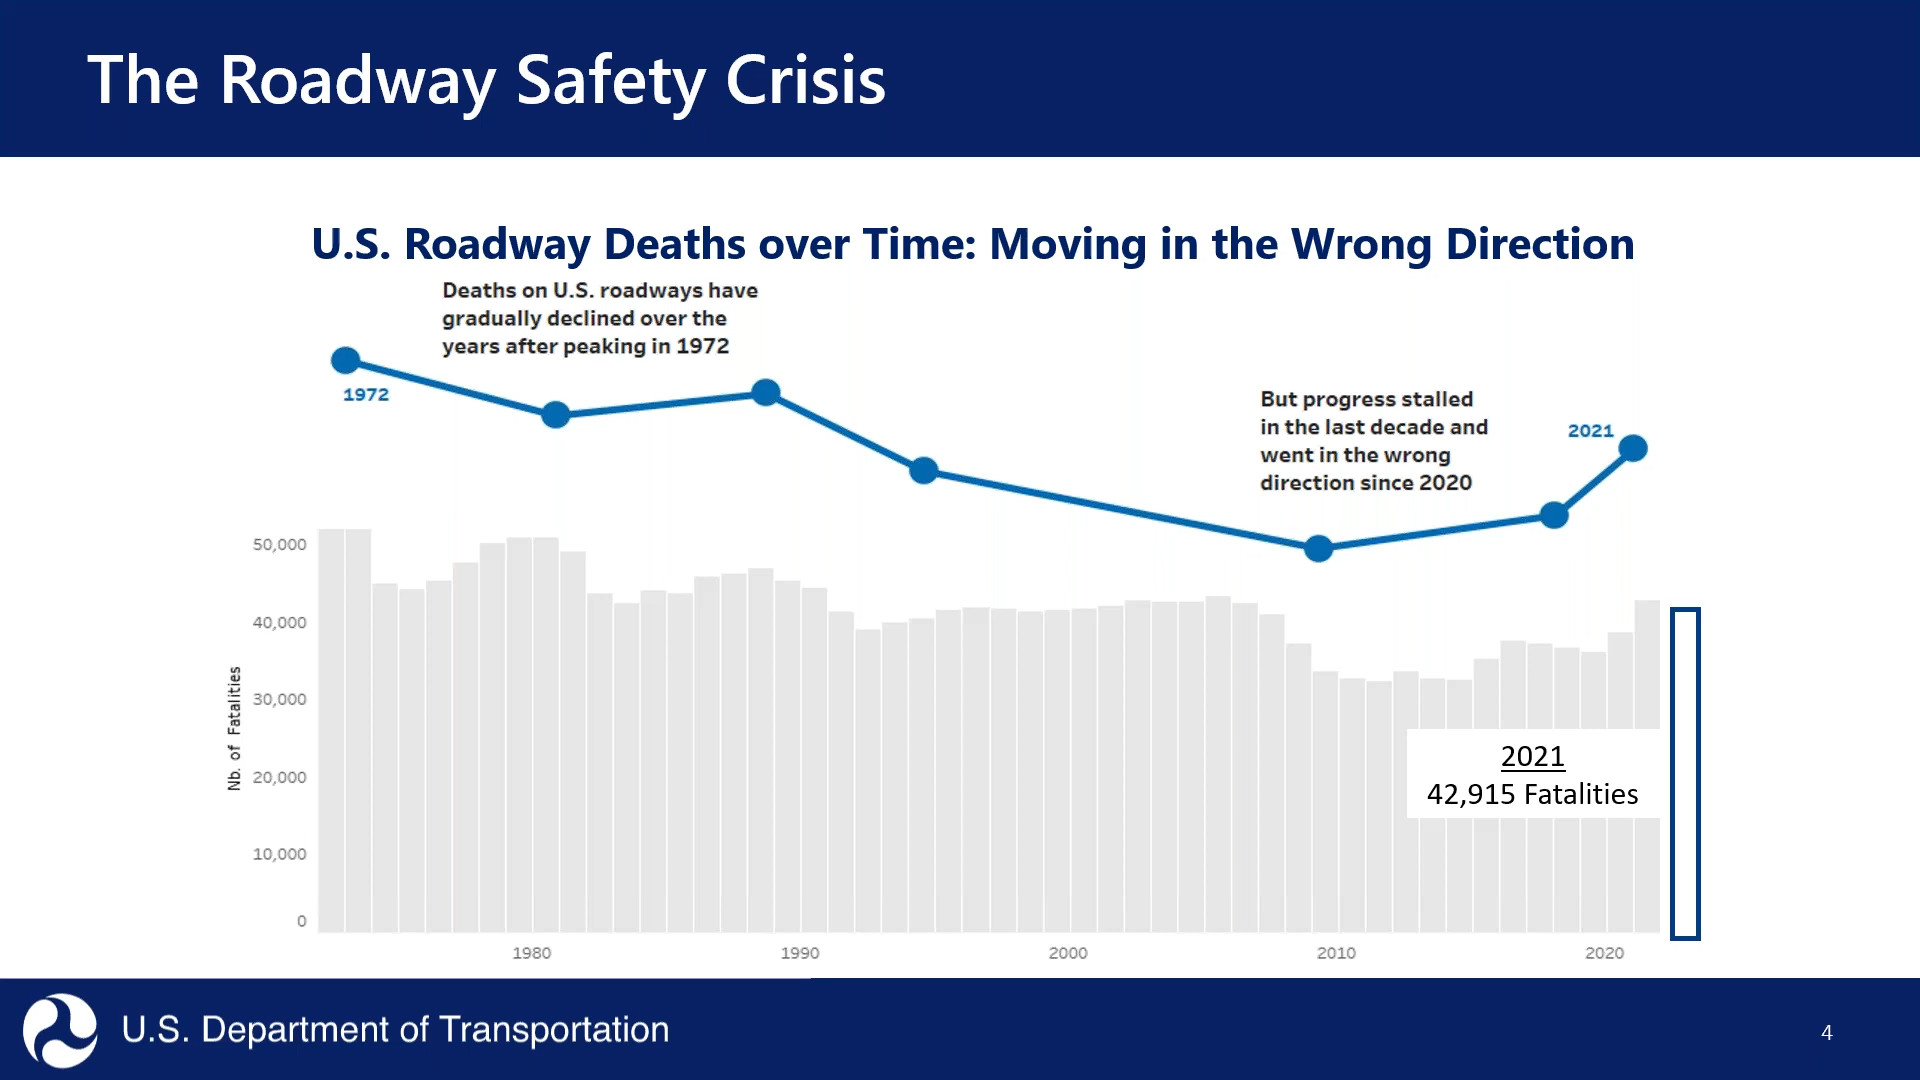 The Roadway Safety Crisis
U.S. Roadway Deaths over Time: Moving in the Wrong Direction
Deaths on U.S. roadways have
gradually declined over the
years after peaking in 1972
1972
But progress stalled
in the last decade and
went in the wrong
direction since 2020
2021
50,000
40,000
30,000
20,000
10,000
0
Nb. of Fatalities
2021
42,915 Fatalities
1980
1990
2000
2010
2020
U.S. Department of Transportation
4